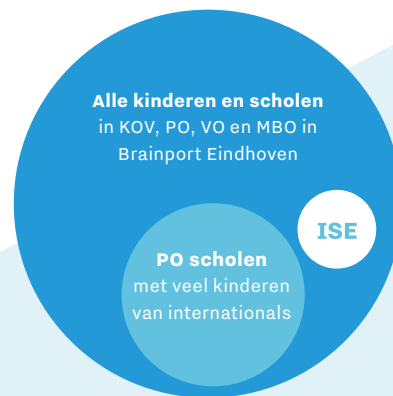 Alle kinderen en scholen
in KOV, PO, VO en MBO in
Brainport Eindhoven
ISE
PO scholen
met veel kinderen
van internationals